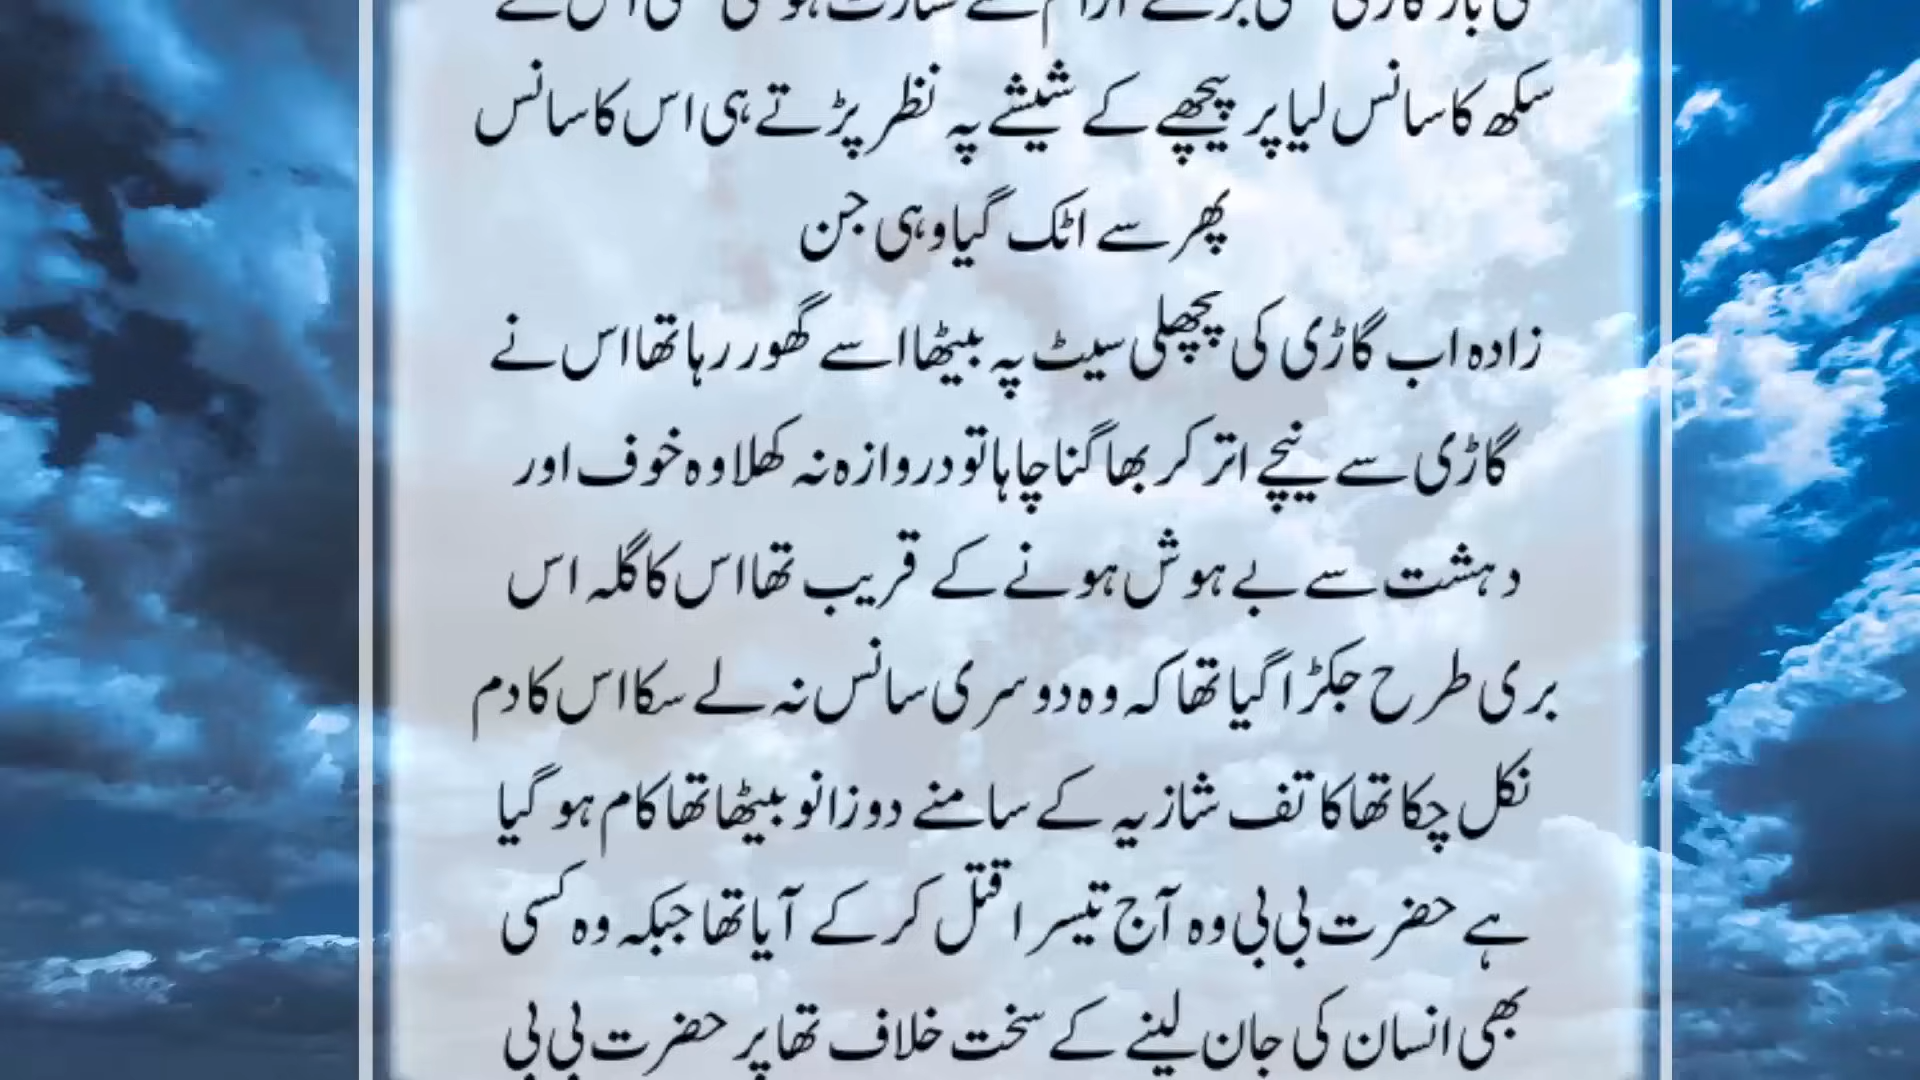 سکھ کا سانس لیا پر پیچھے کے شیشے پہ نظر پڑتے ہی اس کا سانس
پھر سے اٹک گیا وہی جن
زادہ اب گاڑی کی پچھلی سیٹ پہ بیٹھا اسے گھور رہا تھا اس نے
گاڑی سے نیچے اتر کر بھاگنا چاہا تو دروازہ نہ کھلا وہ خوف اور
دہشت سے بے ہوش ہونے کے قریب تھا اس کا گلہ اس
بری طرح جکڑا گیا تھا کہ وہ دوسری سانس نہ لے سکا اس کا دم
نکل چکا تھا کاتف شازیہ کے سامنے دوزانو بیٹھا تھا کام ہو گیا
ہے حضرت بی بی وہ آج تیسرا قتل کر کے آیا تھا جبکہ وہ کسی
بھی انسان کی جان لینے کے سخت خلاف تھا پر حضرت بی بی